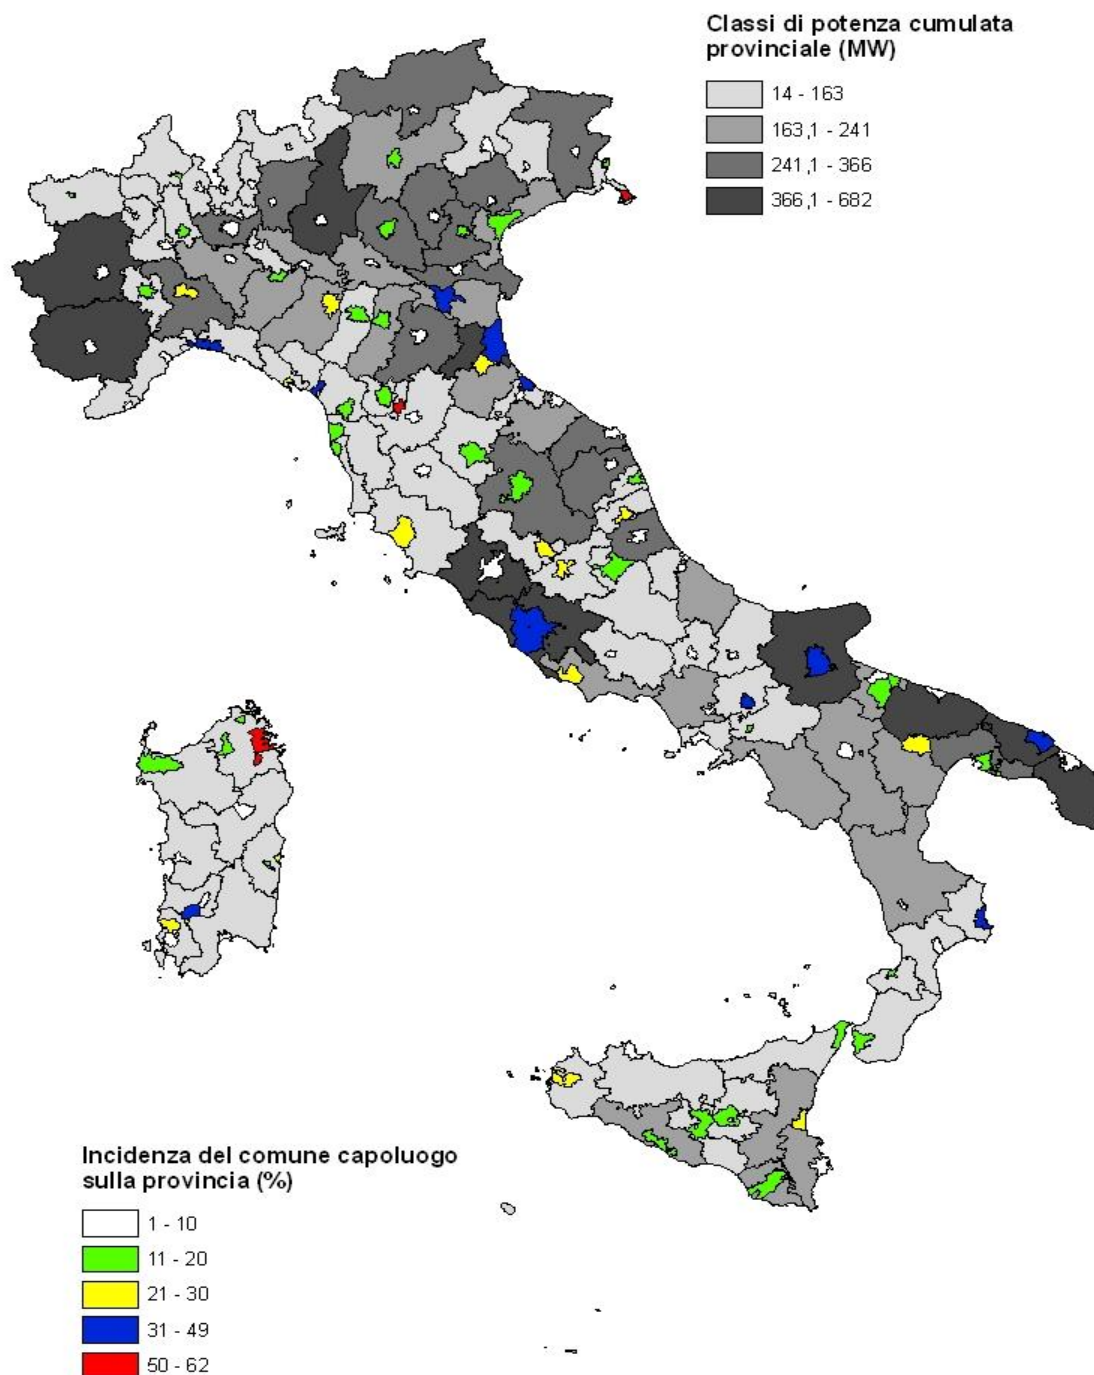 Classi di potenza cumulata
provinciale (MW)
14 - 163
163,1 - 241
241,1 - 366
366,1 - 682
Incidenza del comune capoluogo
sulla provincia (%)
1 - 10
11 - 20
21 - 30
31 - 49
50 - 62